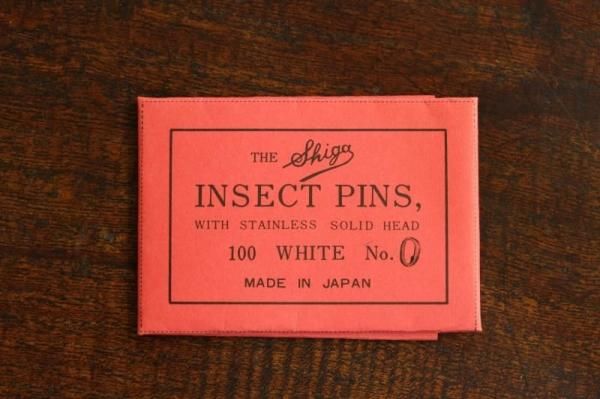 THE Shiga
INSECT PINS,
WITH STAINLESS SOLID HEAD
100 WHITE No. 0
MADE IN JAPAN